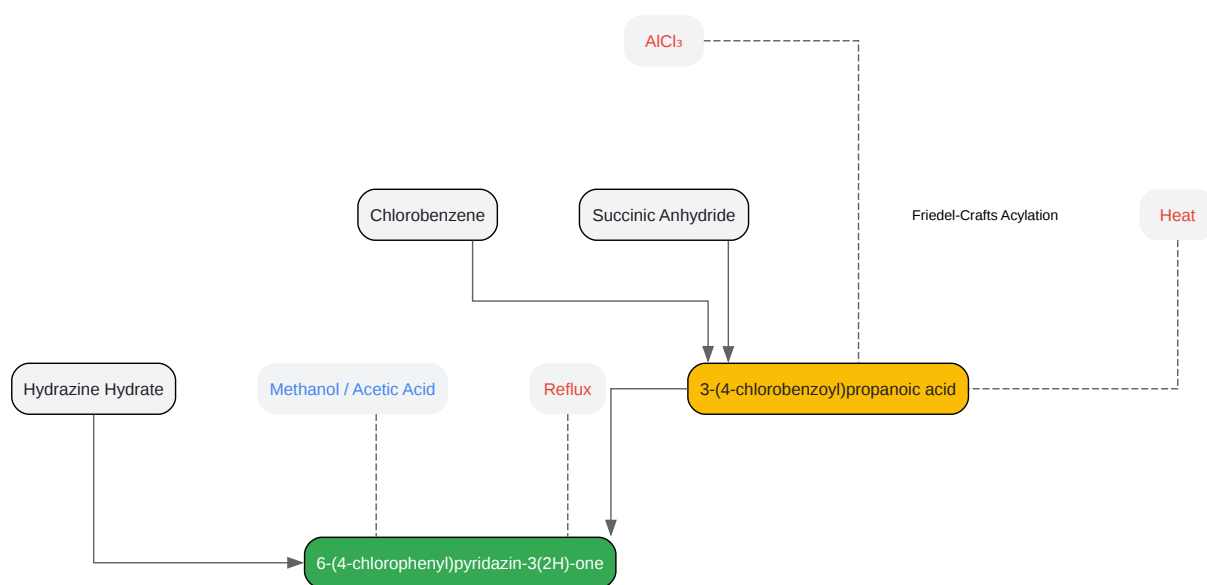 AlCl₃
Chlorobenzene
Succinic Anhydride
Friedel-Crafts Acylation
Heat
Hydrazine Hydrate
Methanol / Acetic Acid
Reflux
3-(4-chlorobenzoyl)propanoic acid
6-(4-chlorophenyl)pyridazin-3(2H)-one